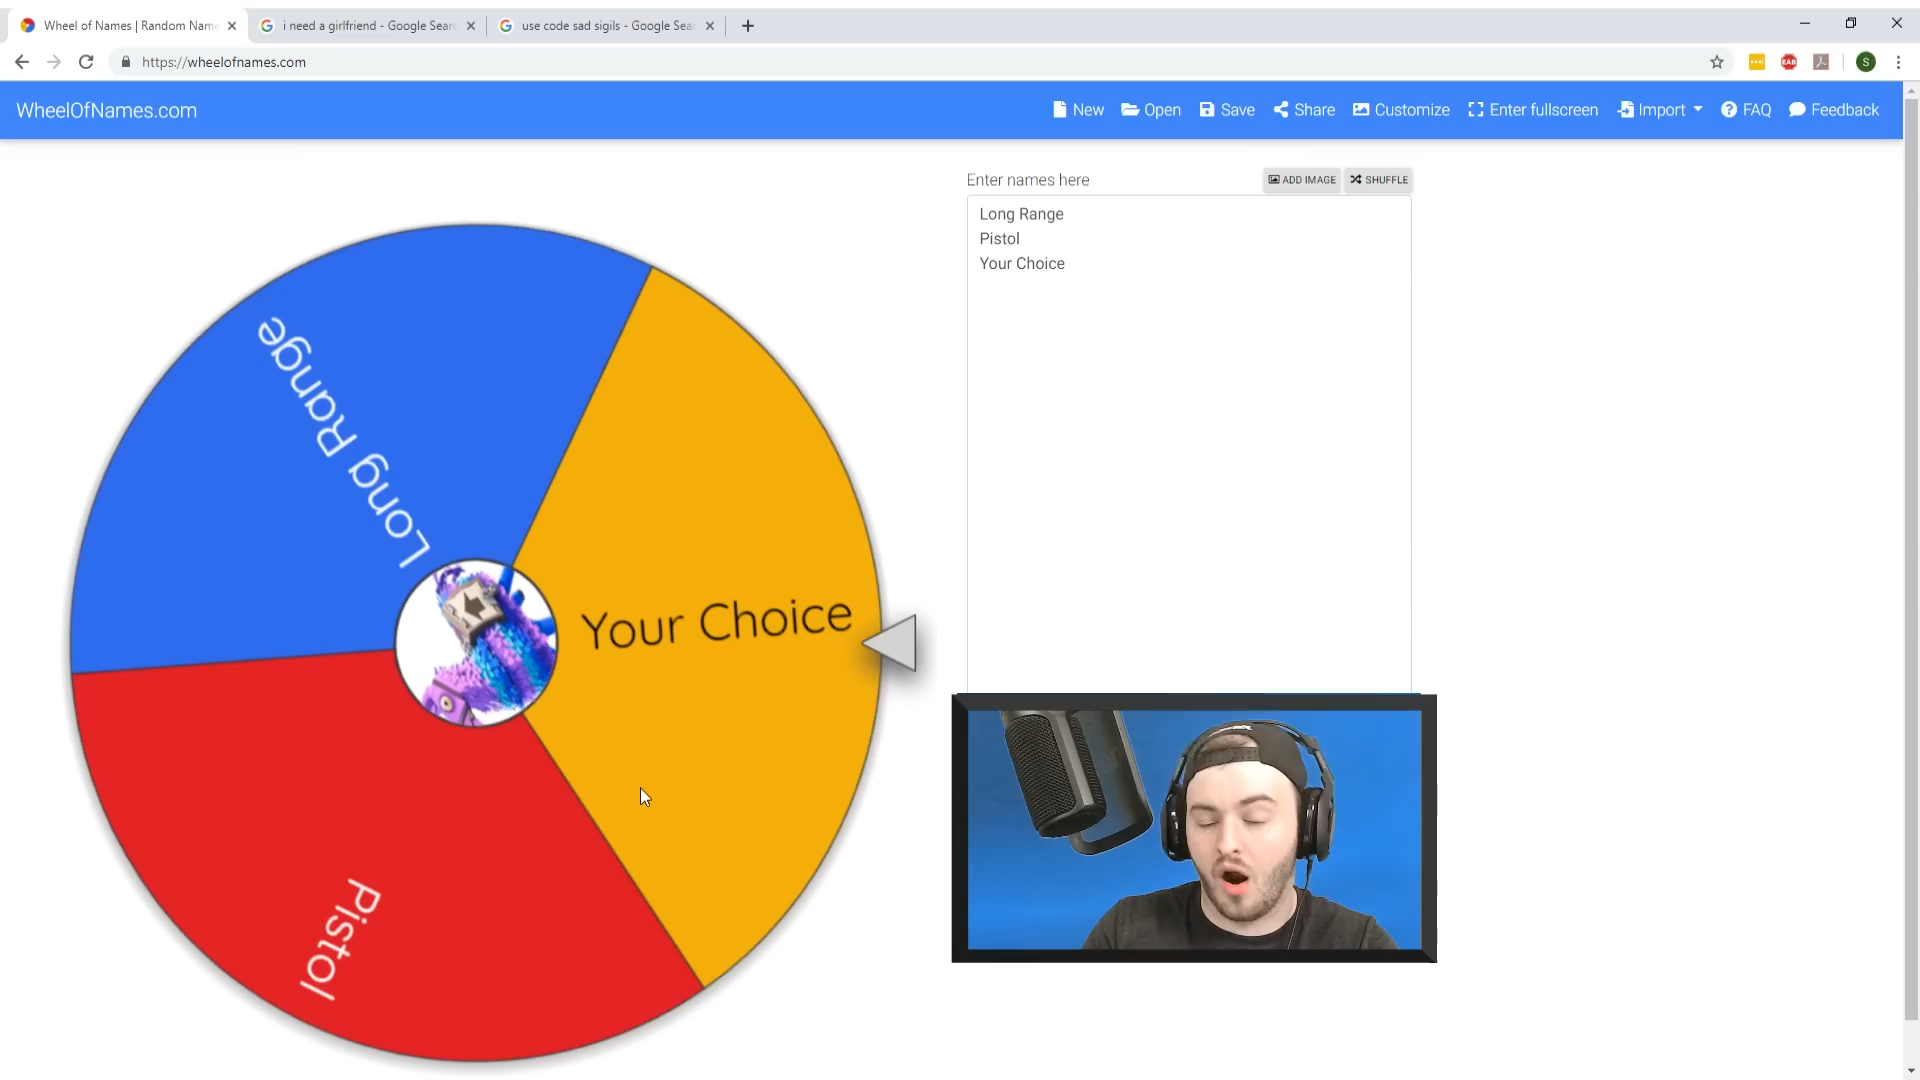 Wheel of Names | Random Name
i need a girlfriend - Google Sear
use code sad sigils - Google Sear
https://wheelofnames.com
EAB
S
WheelOfNames.com
New
Open
Save
Share
Customize
Enter fullscreen
Import
FAQ
Feedback
Enter names here
ADD IMAGE
SHUFFLE
Long Range
Pistol
Your Choice
Long Range
Your Choice
Pistol